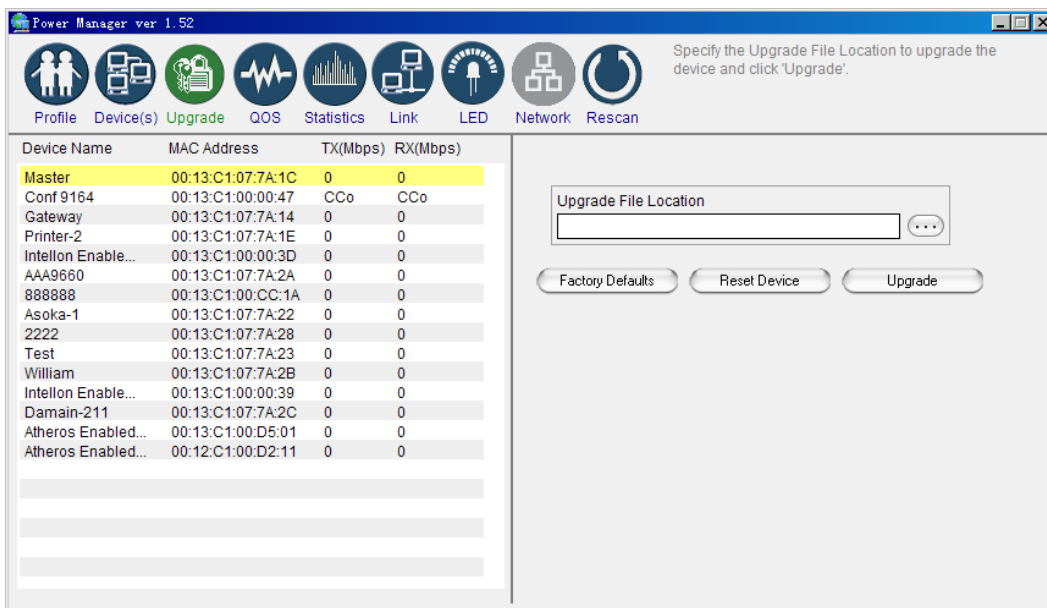 Power Manager ver 1.52
Specify the Upgrade File Location to upgrade the
device and click 'Upgrade'.
Profile Device(s) Upgrade QOS Statistics Link LED Network Rescan
Device Name MAC Address TX(Mbps) RX(Mbps)
Master 00:13:C1:07:7A:1C 0 0
Conf 9164 00:13:C1:00:00:47 CCo CCo
Gateway 00:13:C1:07:7A:14 0 0
Printer-2 00:13:C1:07:7A:1E 0 0
Intellon Enable... 00:13:C1:00:00:3D 0 0
AAA9660 00:13:C1:07:7A:2A 0 0
888888 00:13:C1:00:CC:1A 0 0
Asoka-1 00:13:C1:07:7A:22 0 0
2222 00:13:C1:07:7A:28 0 0
Test 00:13:C1:07:7A:23 0 0
William 00:13:C1:07:7A:2B 0 0
Intellon Enable... 00:13:C1:00:00:39 0 0
Damain-211 00:13:C1:07:7A:2C 0 0
Atheros Enabled... 00:13:C1:00:D5:01 0 0
Atheros Enabled... 00:12:C1:00:D2:11 0 0
Upgrade File Location
...
Factory Defaults Reset Device Upgrade